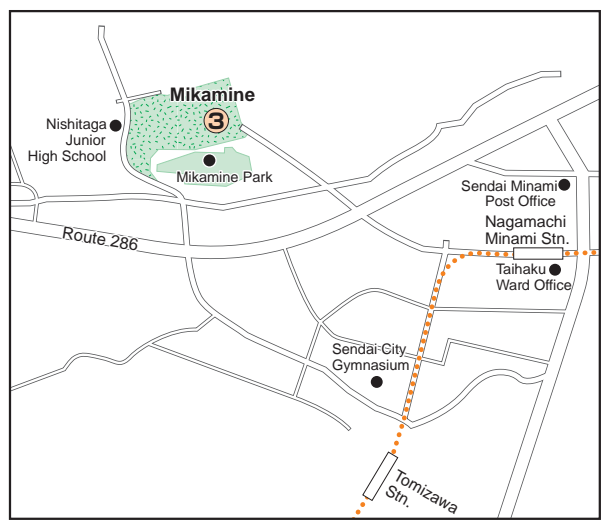 Mikamine
3
Nishitaga
Junior
High School
Mikamine Park
Sendai Minami
Post Office
Nagamachi
Minami Stn.
Route 286
Taihaku
Ward Office
Sendai City
Gymnasium
Tomizawa
Stn.